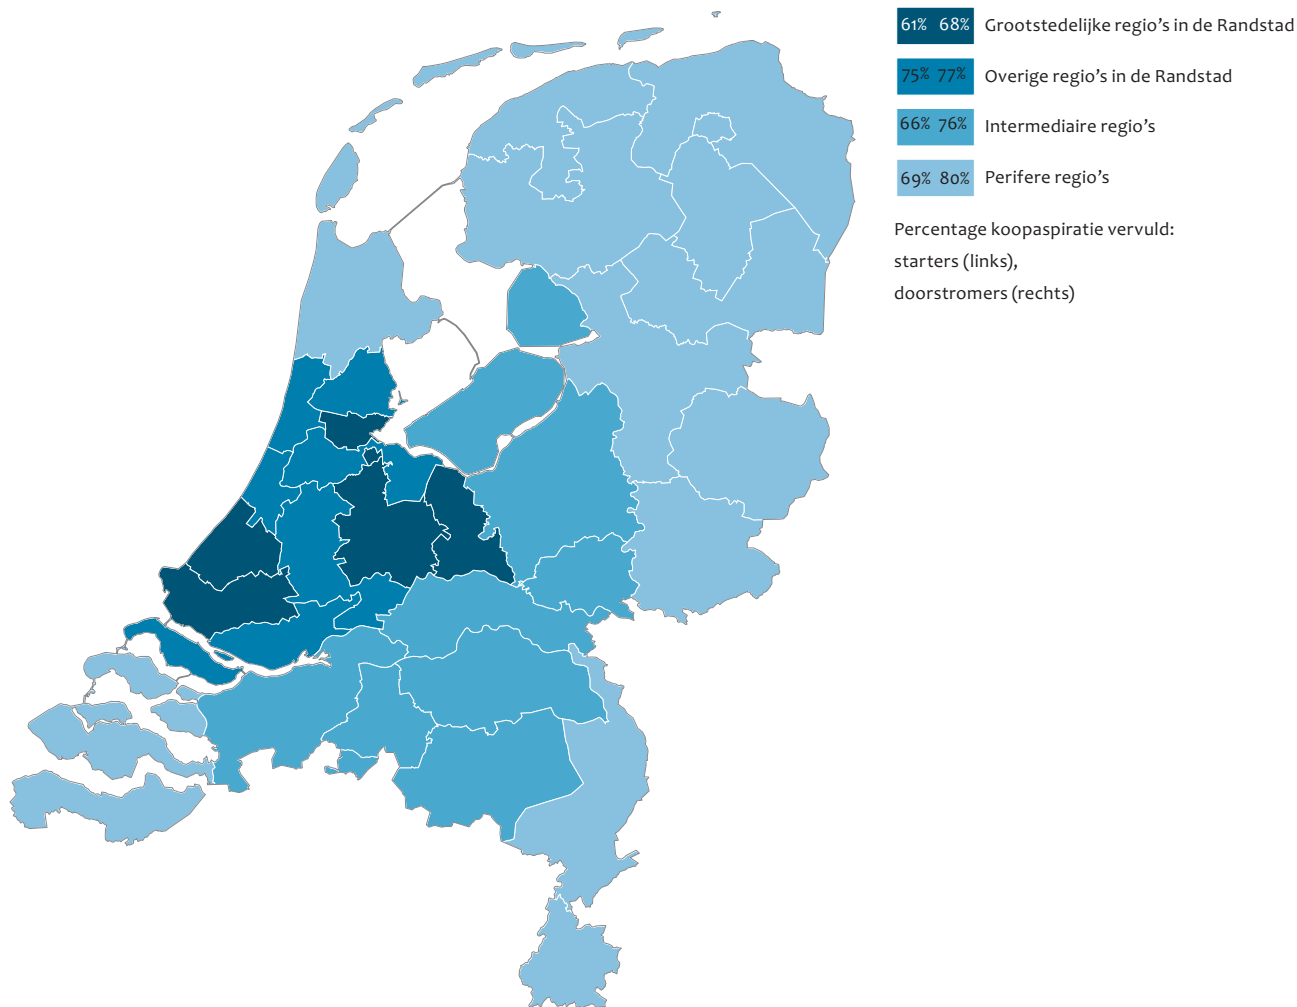 61% 68% Grootstedelijke regio's in de Randstad
75% 77% Overige regio's in de Randstad
66% 76% Intermediaire regio's
69% 80% Perifere regio's
Percentage koopaspiratie vervuld:
starters (links),
doorstromers (rechts)